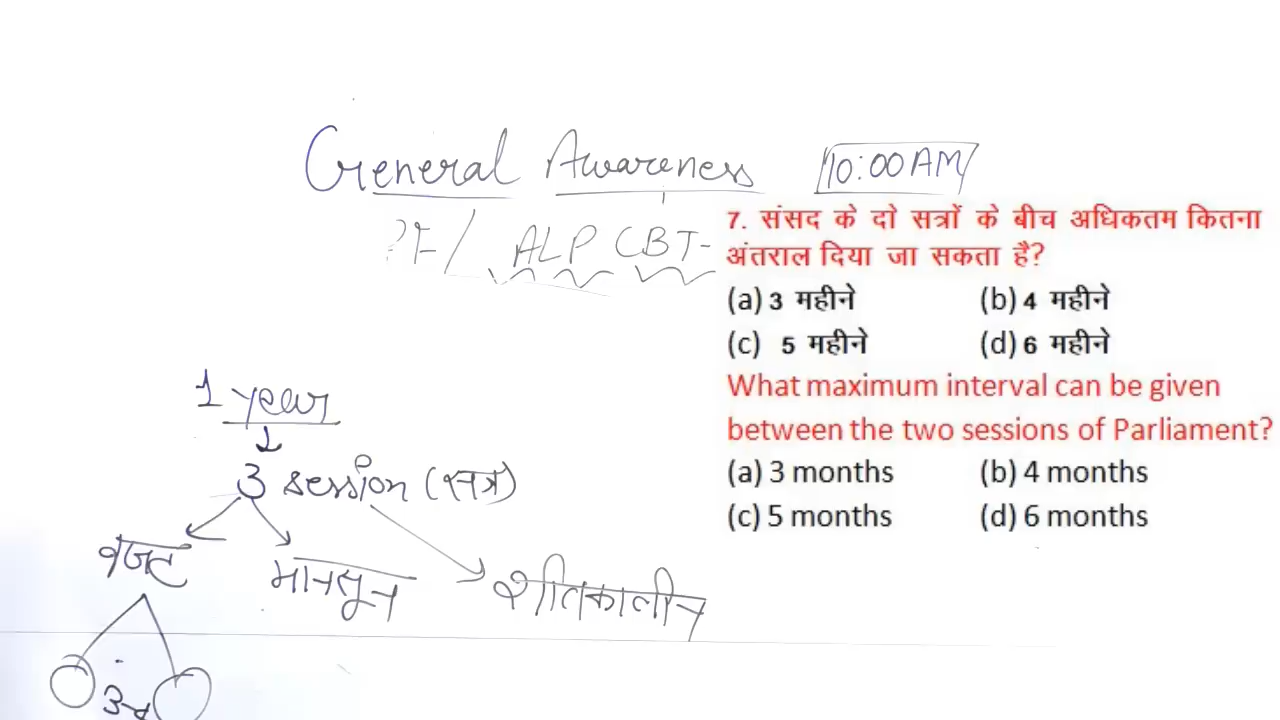 General Awareness 10:00AM
ALP CBT-
7. संसद के दो सत्रों के बीच अधिकतम कितना
अंतराल दिया जा सकता है?
(a) 3 महीने (b) 4 महीने
(c) 5 महीने (d) 6 महीने
What maximum interval can be given
between the two sessions of Parliament?
(a) 3 months (b) 4 months
(c) 5 months (d) 6 months
1 year
3 session (सत्र)
बजट मानसून शीतकालीन